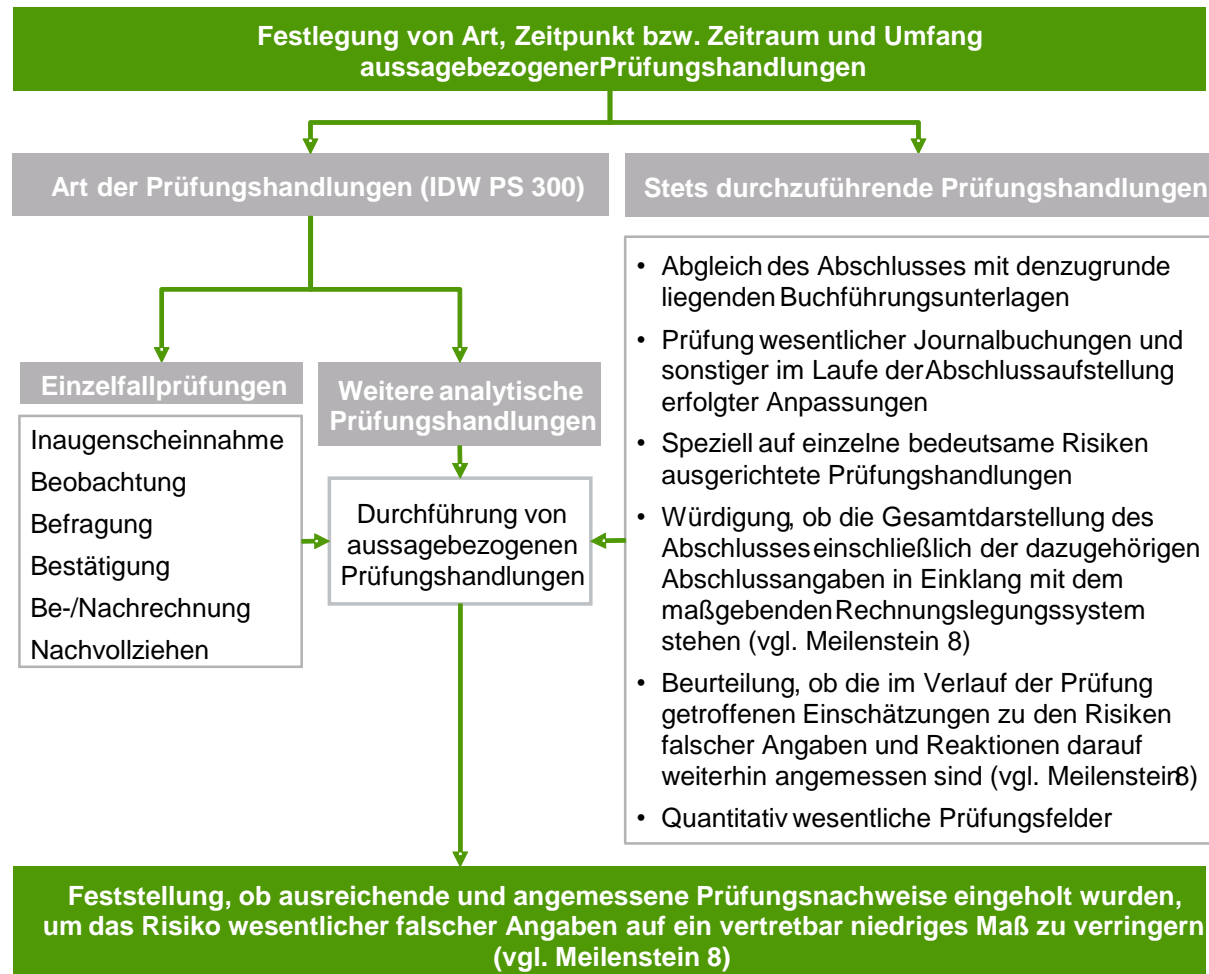 Festlegung von Art, Zeitpunkt bzw. Zeitraum und Umfang
aussagebezogenerPrüfungshandlungen
Art der Prüfungshandlungen (IDW PS 300)
Stets durchzuführende Prüfungshandlungen
Einzelfallprüfungen
Inaugenscheinnahme
Beobachtung
Befragung
Bestätigung
Be-/Nachrechnung
Nachvollziehen
Weitere analytische
Prüfungshandlungen
Durchführung von
aussagebezogenen
Prüfungshandlungen
• Abgleich des Abschlusses mit denzugrunde
liegenden Buchführungsunterlagen
• Prüfung wesentlicher Journalbuchungen und
sonstiger im Laufe derAbschlussaufstellung
erfolgter Anpassungen
• Speziell auf einzelne bedeutsame Risiken
ausgerichtete Prüfungshandlungen
• Würdigung, ob die Gesamtdarstellung des
Abschlusseseinschließlich der dazugehörigen
Abschlussangaben in Einklang mit dem
maßgebenden Rechnungslegungssystem
stehen (vgl. Meilenstein 8)
• Beurteilung, ob die im Verlauf der Prüfung
getroffenen Einschätzungen zu den Risiken
falscher Angaben und Reaktionen darauf
weiterhin angemessen sind (vgl. Meilenstein8)
• Quantitativ wesentliche Prüfungsfelder
Feststellung, ob ausreichende und angemessene Prüfungsnachweise eingeholt wurden,
um das Risiko wesentlicher falscher Angaben auf ein vertretbar niedriges Maß zu verringern
(vgl. Meilenstein 8)